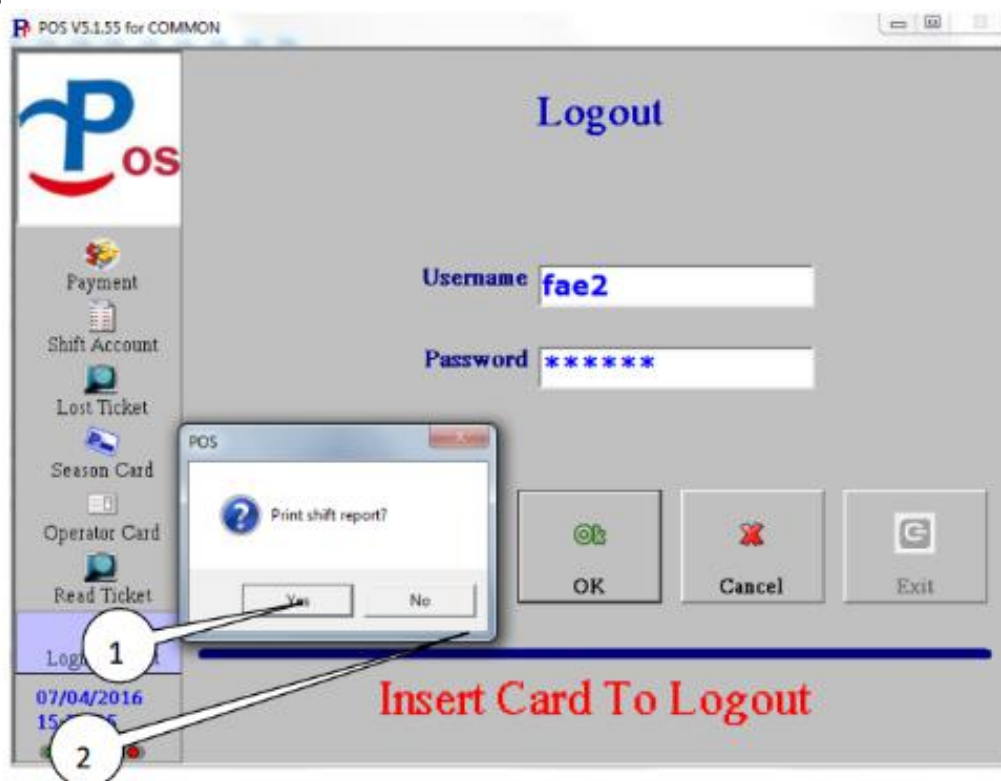 POS V5.1.55 for COMMON
Pos
Logout
Payment
Shift Account
Lost Ticket
Season Card
Operator Card
Read Ticket
07/04/2016
Username fae2
Password ******
POS
Print shift report?
Yes No
OK Cancel Exit
Insert Card To Logout
1
2